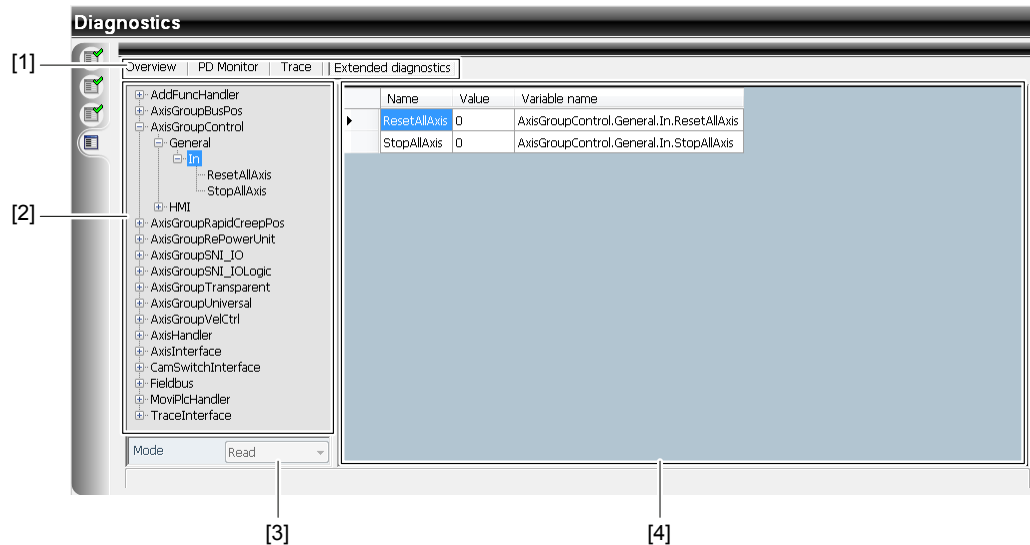 Diagnostics
[1]
Overview PD Monitor Trace Extended diagnostics
[2]
AddFuncHandler
AxisGroupBusPos
AxisGroupControl
General
In
ResetAllAxis
StopAllAxis
HMI
AxisGroupRapidCreepPos
AxisGroupRePowerUnit
AxisGroupSNI_IO
AxisGroupSNI_IOLogic
AxisGroupTransparent
AxisGroupUniversal
AxisGroupVelCtrl
AxisHandler
AxisInterface
CamSwitchInterface
Fieldbus
MoviPlcHandler
TraceInterface
Name Value Variable name
ResetAllAxis 0 AxisGroupControl.General.In.ResetAllAxis
StopAllAxis 0 AxisGroupControl.General.In.StopAllAxis
Mode Read
[3]
[4]